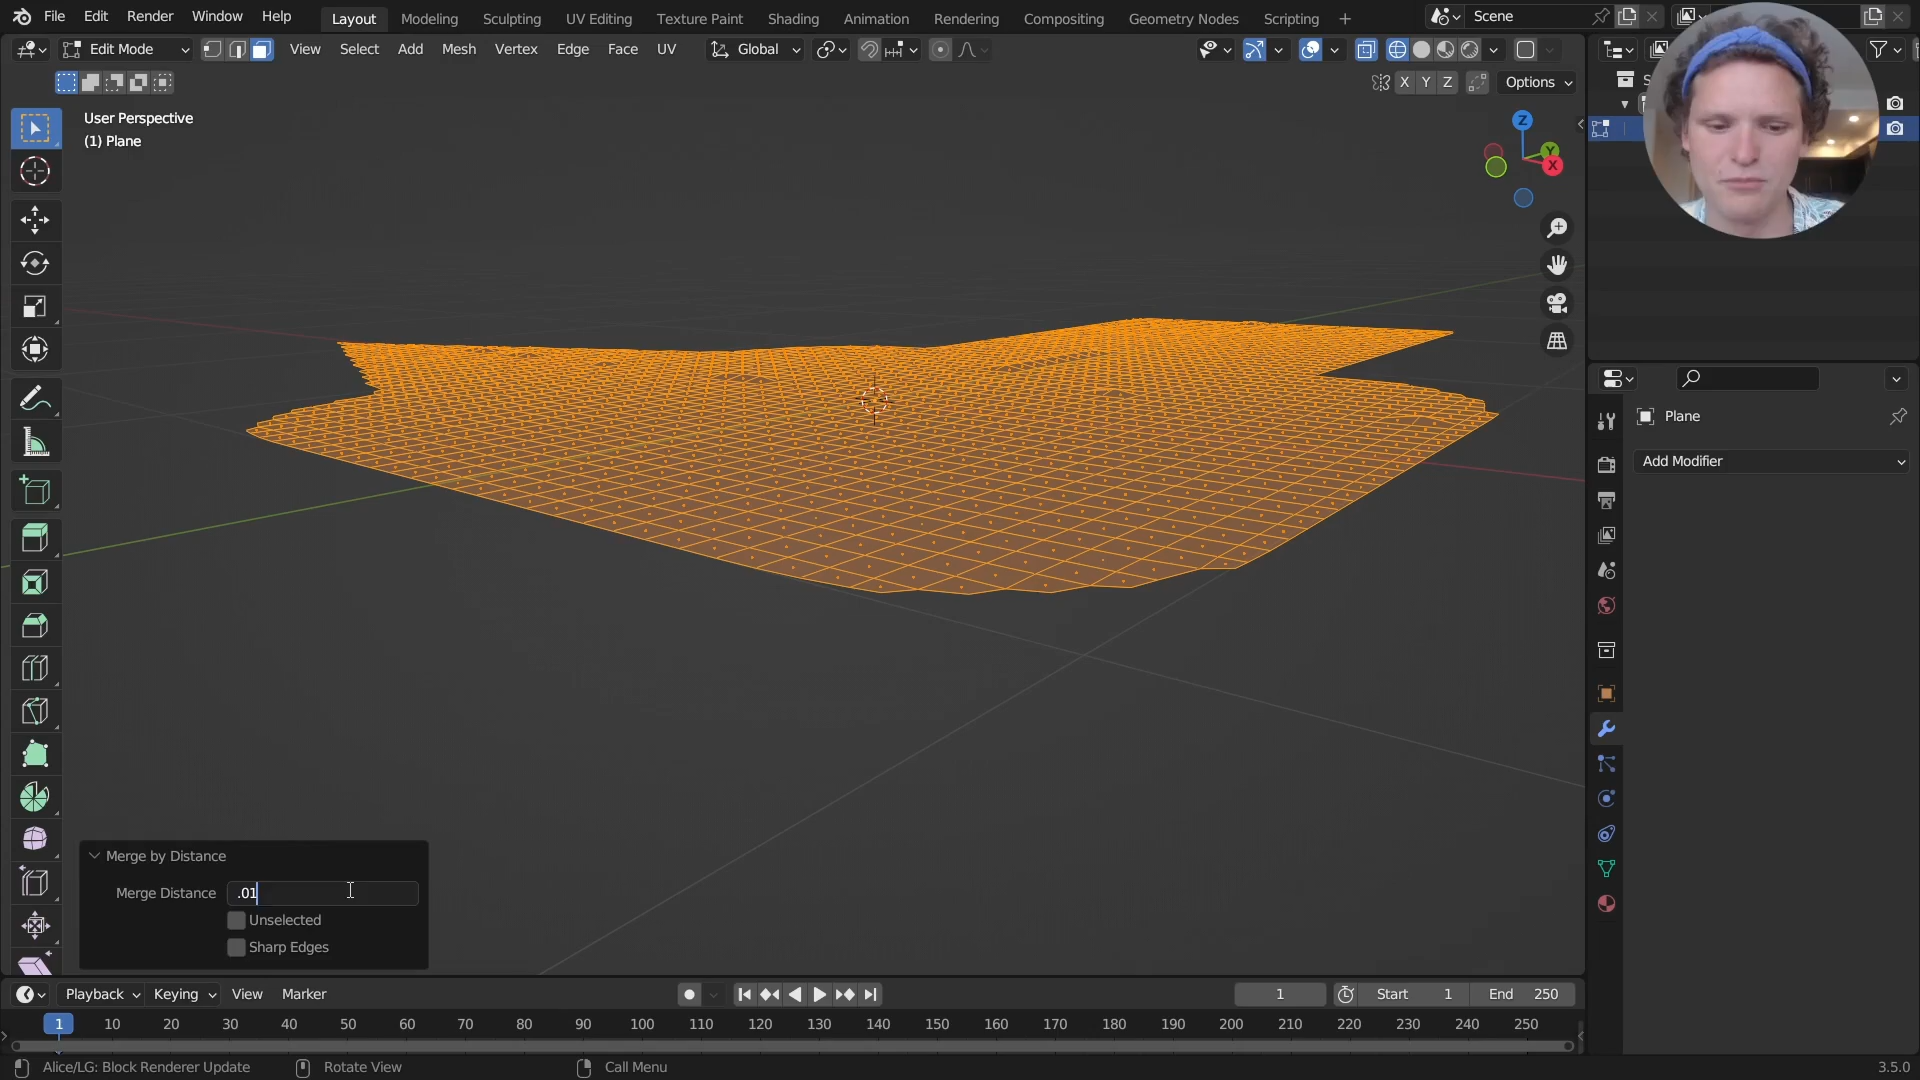 File Edit Render Window Help Layout Modeling Sculpting UV Editing Texture Paint Shading Animation Rendering Compositing Geometry Nodes Scripting + Scene
Edit Mode View Select Add Mesh Vertex Edge Face UV Global
X Y Z Options
User Perspective
(1) Plane
Z
Y
X
Plane
Add Modifier
Merge by Distance
Merge Distance .01
Unselected
Sharp Edges
Playback Keying View Marker 1 Start 1 End 250
1 10 20 30 40 50 60 70 80 90 100 110 120 130 140 150 160 170 180 190 200 210 220 230 240 250
Alice/LG: Block Renderer Update Rotate View Call Menu 3.5.0